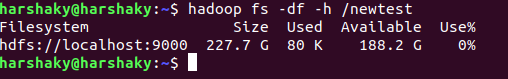 harshaky@harshaky:~$ hadoop fs -df -h /newtest
Filesystem Size Used Available Use%
hdfs://localhost:9000 227.7 G 80 K 188.2 G 0%
harshaky@harshaky:~$